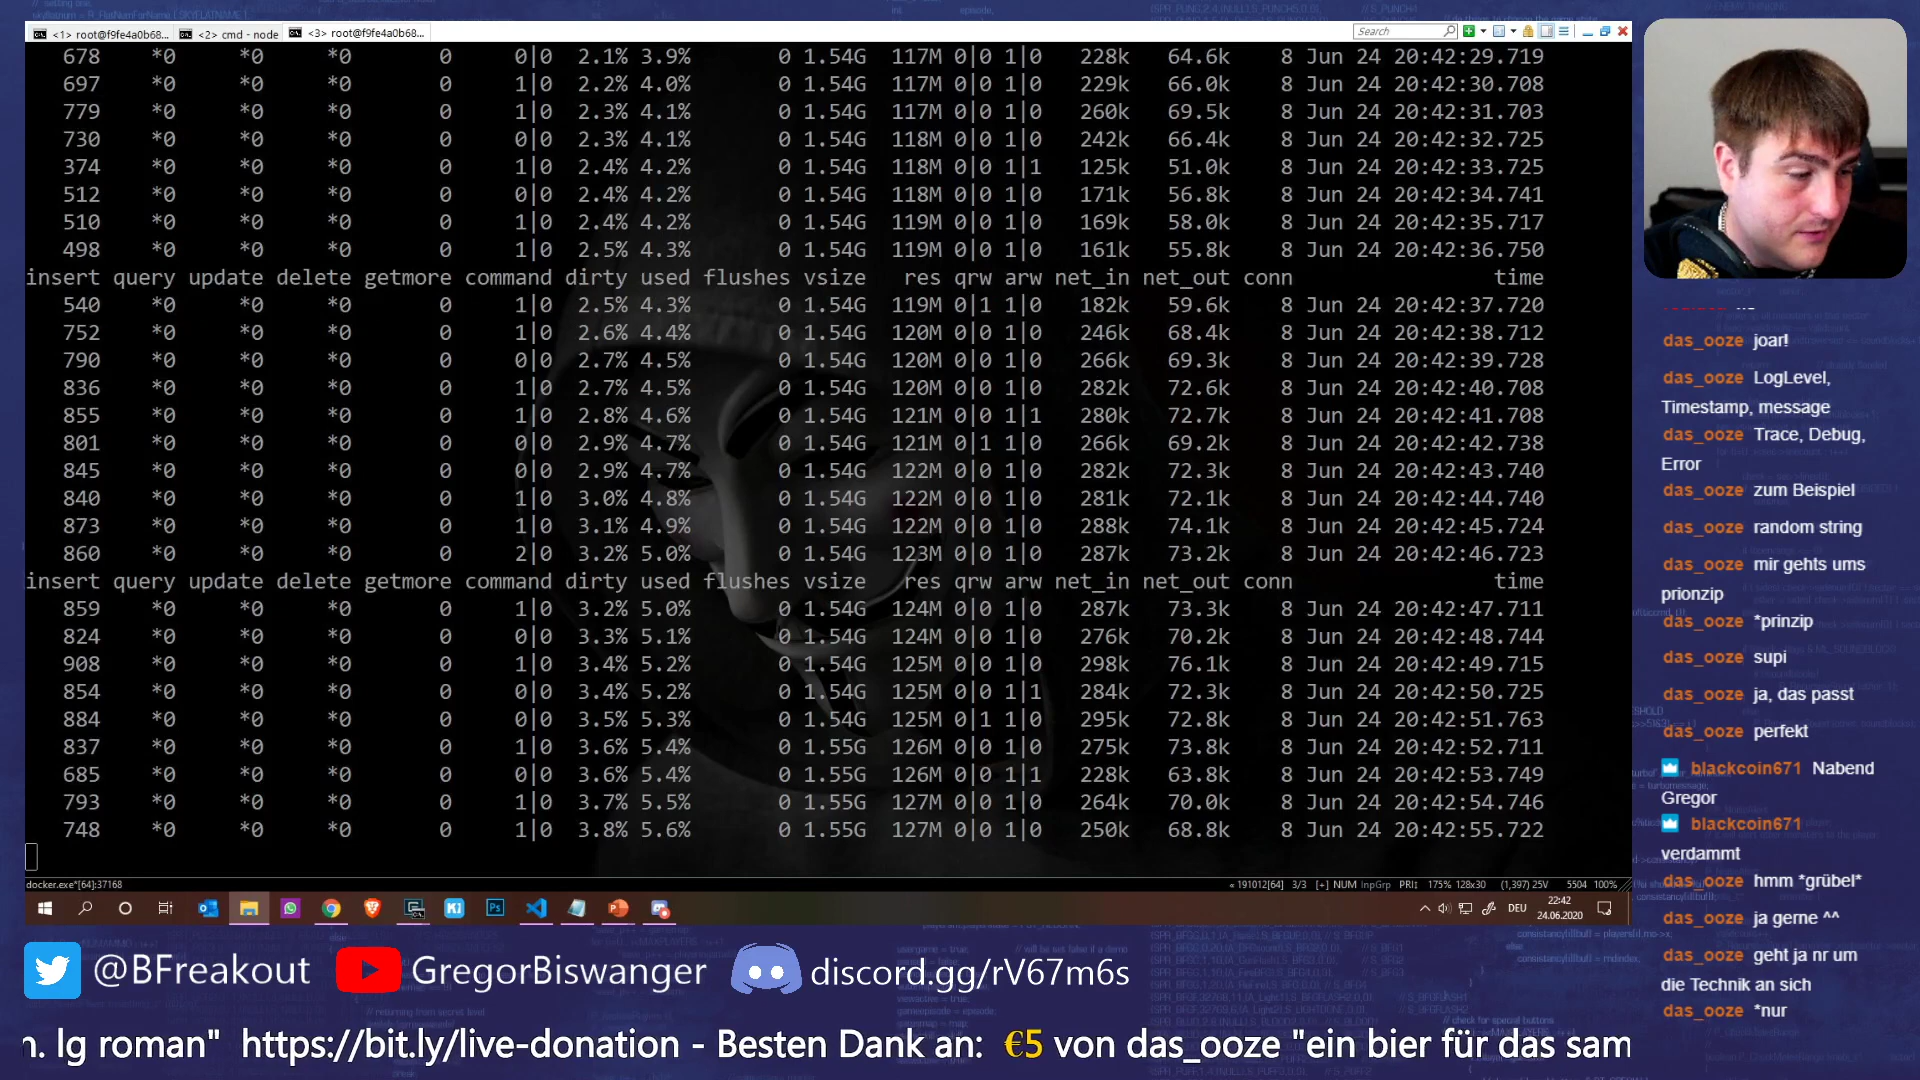 <1> root@f9fe4a0b68... <2> cmd - node <3> root@f9fe4a0b68... Search
678 *0 *0 *0 0 0|0 2.1% 3.9% 0 1.54G 117M 0|0 1|0 228k 64.6k 8 Jun 24 20:42:29.719
697 *0 *0 *0 0 1|0 2.2% 4.0% 0 1.54G 117M 0|0 1|0 229k 66.0k 8 Jun 24 20:42:30.708
779 *0 *0 *0 0 1|0 2.3% 4.1% 0 1.54G 117M 0|0 1|0 260k 69.5k 8 Jun 24 20:42:31.703
730 *0 *0 *0 0 1|0 2.3% 4.1% 0 1.54G 118M 0|0 1|0 242k 66.4k 8 Jun 24 20:42:32.725
374 *0 *0 *0 0 1|0 2.4% 4.2% 0 1.54G 118M 0|0 1|1 125k 51.0k 8 Jun 24 20:42:33.725
512 *0 *0 *0 0 0|0 2.4% 4.2% 0 1.54G 118M 0|0 1|0 171k 56.8k 8 Jun 24 20:42:34.741
510 *0 *0 *0 0 1|0 2.4% 4.2% 0 1.54G 119M 0|0 1|0 169k 58.0k 8 Jun 24 20:42:35.717
498 *0 *0 *0 0 1|0 2.5% 4.3% 0 1.54G 119M 0|0 1|0 161k 55.8k 8 Jun 24 20:42:36.750
insert query update delete getmore command dirty used flushes vsize res qrw arw net_in net_out conn time
540 *0 *0 *0 0 1|0 2.5% 4.3% 0 1.54G 119M 0|1 1|0 182k 59.6k 8 Jun 24 20:42:37.720
752 *0 *0 *0 0 1|0 2.6% 4.4% 0 1.54G 120M 0|0 1|0 246k 68.4k 8 Jun 24 20:42:38.712
790 *0 *0 *0 0 0|0 2.7% 4.5% 0 1.54G 120M 0|0 1|0 266k 69.3k 8 Jun 24 20:42:39.728
836 *0 *0 *0 0 1|0 2.7% 4.5% 0 1.54G 120M 0|0 1|0 282k 72.6k 8 Jun 24 20:42:40.708
855 *0 *0 *0 0 1|0 2.8% 4.6% 0 1.54G 121M 0|0 1|1 280k 72.7k 8 Jun 24 20:42:41.708
801 *0 *0 *0 0 0|0 2.9% 4.7% 0 1.54G 121M 0|1 1|0 266k 69.2k 8 Jun 24 20:42:42.738
845 *0 *0 *0 0 0|0 2.9% 4.7% 0 1.54G 122M 0|0 1|0 282k 72.3k 8 Jun 24 20:42:43.740
840 *0 *0 *0 0 1|0 3.0% 4.8% 0 1.54G 122M 0|0 1|0 281k 72.1k 8 Jun 24 20:42:44.740
873 *0 *0 *0 0 1|0 3.1% 4.9% 0 1.54G 122M 0|0 1|0 288k 74.1k 8 Jun 24 20:42:45.724
860 *0 *0 *0 0 2|0 3.2% 5.0% 0 1.54G 123M 0|0 1|0 287k 73.2k 8 Jun 24 20:42:46.723
insert query update delete getmore command dirty used flushes vsize res qrw arw net_in net_out conn time
859 *0 *0 *0 0 1|0 3.2% 5.0% 0 1.54G 124M 0|0 1|0 287k 73.3k 8 Jun 24 20:42:47.711
824 *0 *0 *0 0 0|0 3.3% 5.1% 0 1.54G 124M 0|0 1|0 276k 70.2k 8 Jun 24 20:42:48.744
908 *0 *0 *0 0 1|0 3.4% 5.2% 0 1.54G 125M 0|0 1|0 298k 76.1k 8 Jun 24 20:42:49.715
854 *0 *0 *0 0 0|0 3.4% 5.2% 0 1.54G 125M 0|0 1|1 284k 72.3k 8 Jun 24 20:42:50.725
884 *0 *0 *0 0 0|0 3.5% 5.3% 0 1.54G 125M 0|1 1|0 295k 72.8k 8 Jun 24 20:42:51.763
837 *0 *0 *0 0 1|0 3.6% 5.4% 0 1.55G 126M 0|0 1|0 275k 73.8k 8 Jun 24 20:42:52.711
685 *0 *0 *0 0 0|0 3.6% 5.4% 0 1.55G 126M 0|0 1|1 228k 63.8k 8 Jun 24 20:42:53.749
793 *0 *0 *0 0 1|0 3.7% 5.5% 0 1.55G 127M 0|0 1|0 264k 70.0k 8 Jun 24 20:42:54.746
748 *0 *0 *0 0 1|0 3.8% 5.6% 0 1.55G 127M 0|0 1|0 250k 68.8k 8 Jun 24 20:42:55.722
docker.exe*[64]:37168 « 191012[64] 3/3 [+] NUM InpGrp PRI↕ 175% 128x30 (1,397) 25V 5504 100%
DEU 22:42
24.06.2020
das_ooze joar!
das_ooze LogLevel,
Timestamp, message
das_ooze Trace, Debug,
Error
das_ooze zum Beispiel
das_ooze random string
das_ooze mir gehts ums
prionzip
das_ooze *prinzip
das_ooze supi
das_ooze ja, das passt
das_ooze perfekt
blackcoin671 Nabend
Gregor
blackcoin671
verdammt
das_ooze hmm *grübel*
das_ooze ja gerne ^^
das_ooze geht ja nr um
die Technik an sich
das_ooze *nur
@BFreakout GregorBiswanger discord.gg/rV67m6s
n. lg roman" https://bit.ly/live-donation - Besten Dank an: €5 von das_ooze "ein bier für das sam